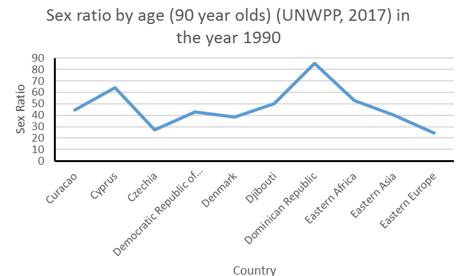 Sex ratio by age (90 year olds) (UNWPP, 2017) in
the year 1990
Sex Ratio
90
80
70
60
50
40
30
20
10
0
Curacao
Cyprus
Czechia
Democratic Republic of...
Denmark
Djibouti
Dominican Republic
Eastern Africa
Eastern Asia
Eastern Europe
Country